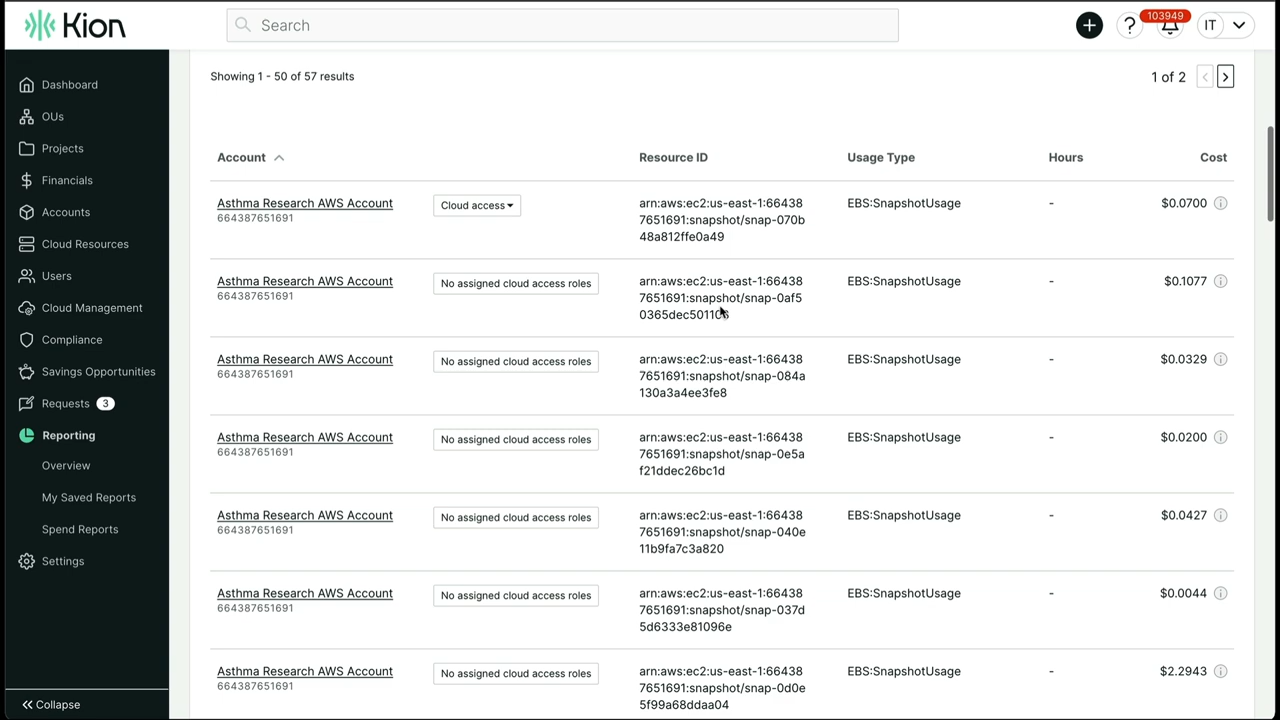 Kion
Search
103949
IT
Dashboard
OUs
Projects
Financials
Accounts
Cloud Resources
Users
Cloud Management
Compliance
Savings Opportunities
Requests 3
Reporting
Overview
My Saved Reports
Spend Reports
Settings
Collapse
Showing 1 - 50 of 57 results
1 of 2
Account Resource ID Usage Type Hours Cost
Asthma Research AWS Account
664387651691
Cloud access
arn:aws:ec2:us-east-1:66438
7651691:snapshot/snap-070b
48a812ffe0a49
EBS:SnapshotUsage
-
$0.0700
Asthma Research AWS Account
664387651691
No assigned cloud access roles
arn:aws:ec2:us-east-1:66438
7651691:snapshot/snap-0af5
EBS:SnapshotUsage
-
$0.1077
Asthma Research AWS Account
664387651691
No assigned cloud access roles
arn:aws:ec2:us-east-1:66438
7651691:snapshot/snap-084a
130a3a4ee3fe8
EBS:SnapshotUsage
-
$0.0329
Asthma Research AWS Account
664387651691
No assigned cloud access roles
arn:aws:ec2:us-east-1:66438
7651691:snapshot/snap-0e5a
f21ddec26bc1d
EBS:SnapshotUsage
-
$0.0200
Asthma Research AWS Account
664387651691
No assigned cloud access roles
arn:aws:ec2:us-east-1:66438
7651691:snapshot/snap-040e
11b9fa7c3a820
EBS:SnapshotUsage
-
$0.0427
Asthma Research AWS Account
664387651691
No assigned cloud access roles
arn:aws:ec2:us-east-1:66438
7651691:snapshot/snap-037d
5d6333e81096e
EBS:SnapshotUsage
-
$0.0044
Asthma Research AWS Account
664387651691
No assigned cloud access roles
arn:aws:ec2:us-east-1:66438
7651691:snapshot/snap-0d0e
5f99a68ddaa04
EBS:SnapshotUsage
-
$2.2943